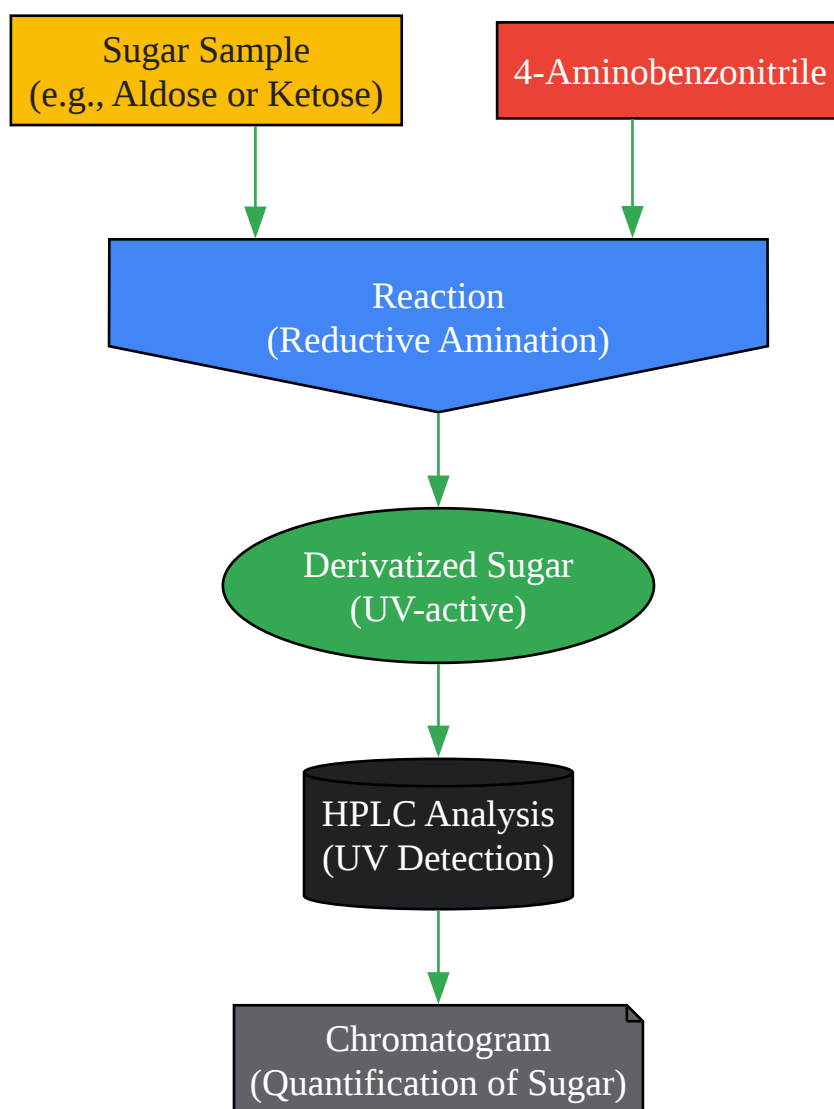 Sugar Sample
(e.g., Aldose or Ketose)
4-Aminobenzonitrile
Reaction
(Reductive Amination)
Derivatized Sugar
(UV-active)
HPLC Analysis
(UV Detection)
Chromatogram
(Quantification of Sugar)